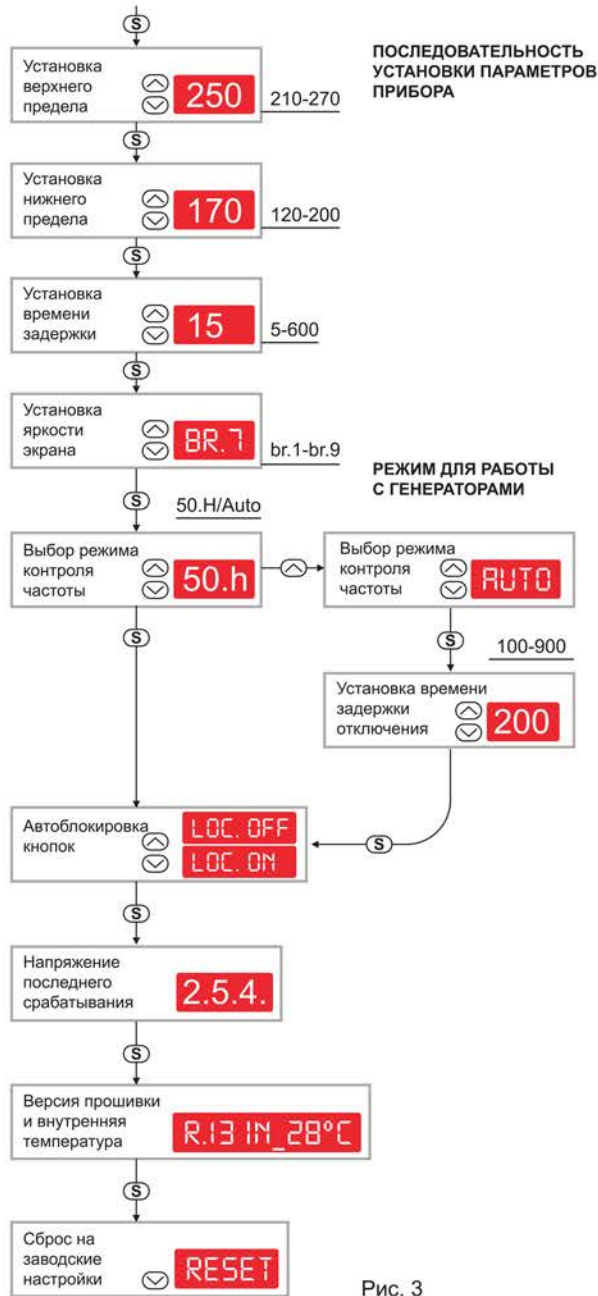 S
Установка
верхнего
предела
250
210-270
ПОСЛЕДОВАТЕЛЬНОСТЬ
УСТАНОВКИ ПАРАМЕТРОВ
ПРИБОРА
S
Установка
нижнего
предела
170
120-200
S
Установка
времени
задержки
15
5-600
S
Установка
яркости
экрана
BR.7
br.1-br.9
РЕЖИМ ДЛЯ РАБОТЫ
С ГЕНЕРАТОРАМИ
S
50.H/Auto
Выбор режима
контроля
частоты
50.h
Выбор режима
контроля
частоты
AUTO
S
S
100-900
Установка времени
задержки
отключения
200
Автоблокировка
кнопок
LOC. OFF
LOC. ON
S
S
Напряжение
последнего
срабатывания
2.5.4.
S
Версия прошивки
и внутренняя
температура
R.13 IN_28°C
S
Сброс на
заводские
настройки
RESET
Рис. 3